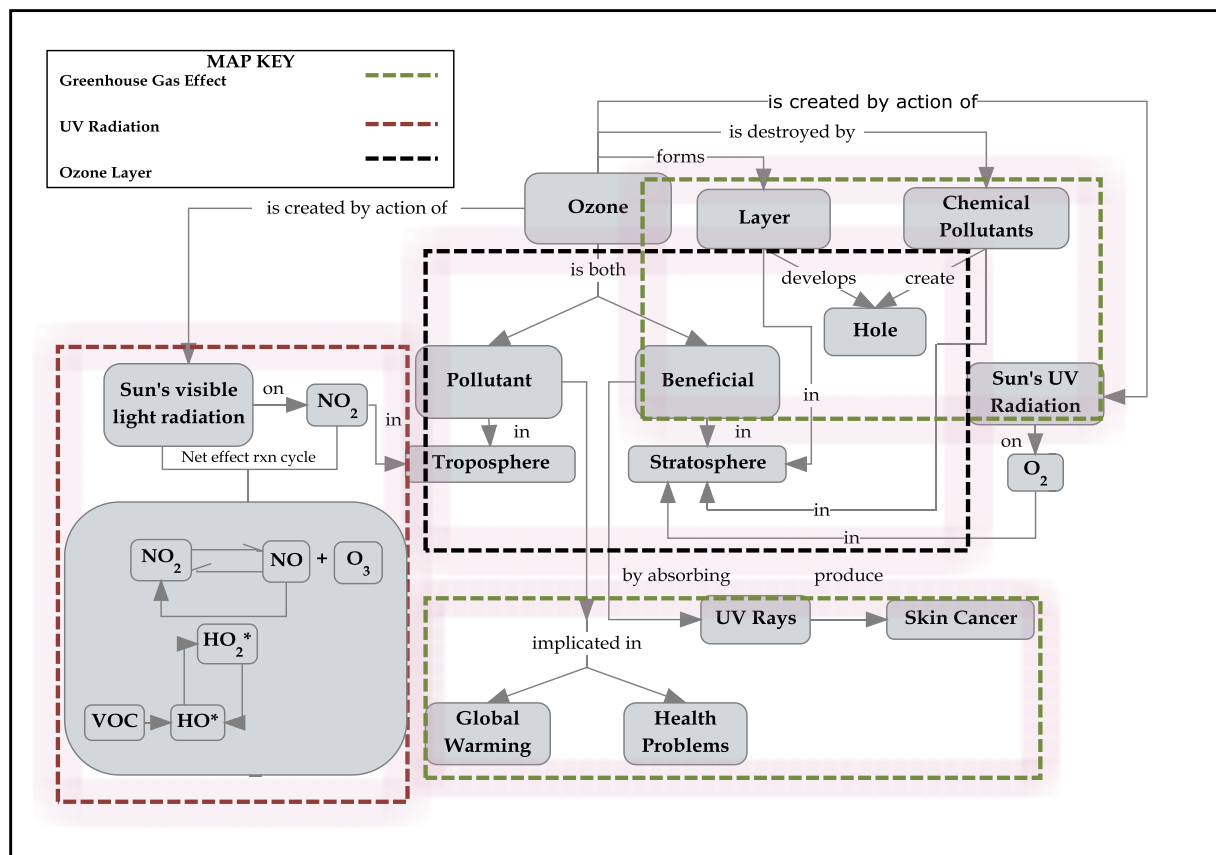 MAP KEY
Greenhouse Gas Effect
UV Radiation
Ozone Layer
is created by action of
is destroyed by
forms
is created by action of
Ozone
Layer
Chemical
Pollutants
is both
develops
create
Hole
Pollutant
Beneficial
Sun's UV
Radiation
Sun's visible
light radiation
on
NO2
in
in
in
in
on
Net effect rxn cycle
Troposphere
Stratosphere
O2
in
in
NO2
NO
+
O3
by absorbing
produce
UV Rays
Skin Cancer
HO2*
implicated in
VOC
HO*
Global
Warming
Health
Problems